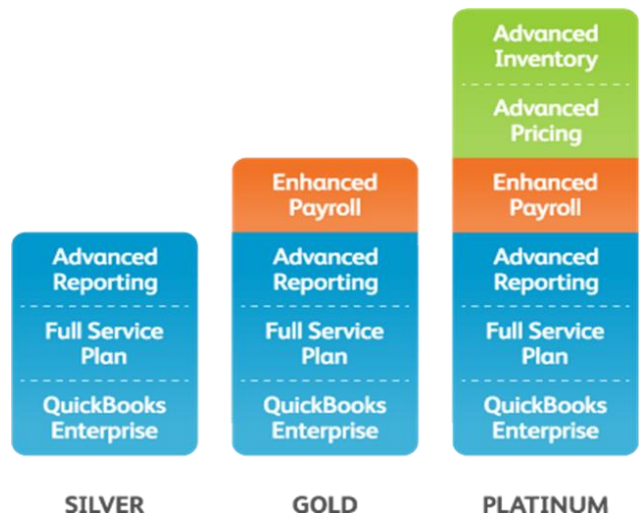 Advanced
Reporting
Full Service
Plan
QuickBooks
Enterprise
SILVER
Enhanced
Payroll
Advanced
Reporting
Full Service
Plan
QuickBooks
Enterprise
GOLD
Advanced
Inventory
Advanced
Pricing
Enhanced
Payroll
Advanced
Reporting
Full Service
Plan
QuickBooks
Enterprise
PLATINUM